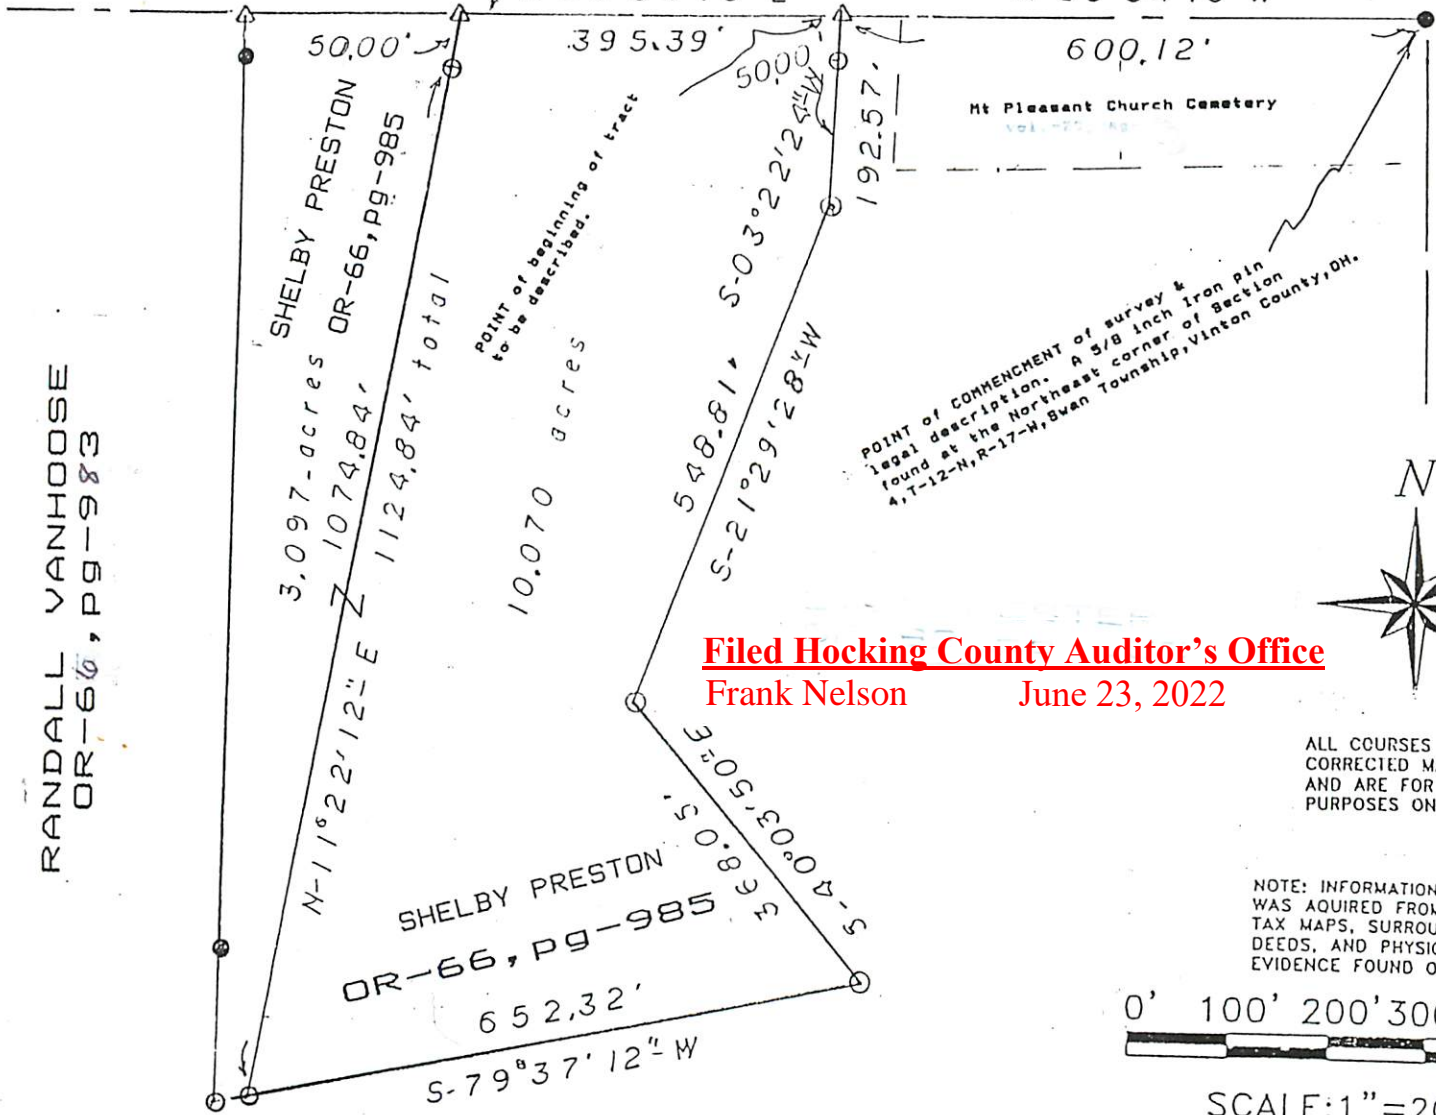 50.00'
395.39'
50.00
600.12'
192.57'
Mt Pleasant Church Cemetery
SHELBY PRESTON
OR-66, pg-985
3.097-acres
1074.84'
1124.84' total
N-11°22'12"E
POINT of beginning of tract
to be described.
10.070 acres
S-03°22'24"-W
548.81'
S-21°29'28"W
POINT of COMMENCMENT of survey &
legal description. A 5/8 inch Iron pin
found at the Northeast corner of Section
4,T-12-N,R-17-W,Swan Township,Vinton County,OH.
RANDALL VANHOOSE
OR-66, pg-983
N
Filed Hocking County Auditor's Office
Frank Nelson June 23, 2022
ALL COURSES
CORRECTED M
AND ARE FOR
PURPOSES ON
S-40°03'50"E
368.05'
SHELBY PRESTON
OR-66, pg-985
652.32'
S-79°37'12"-W
NOTE: INFORMATION
WAS AQUIRED FROM
TAX MAPS, SURROU
DEEDS, AND PHYSIC
EVIDENCE FOUND O
0' 100' 200' 300
SCALE: 1"=20